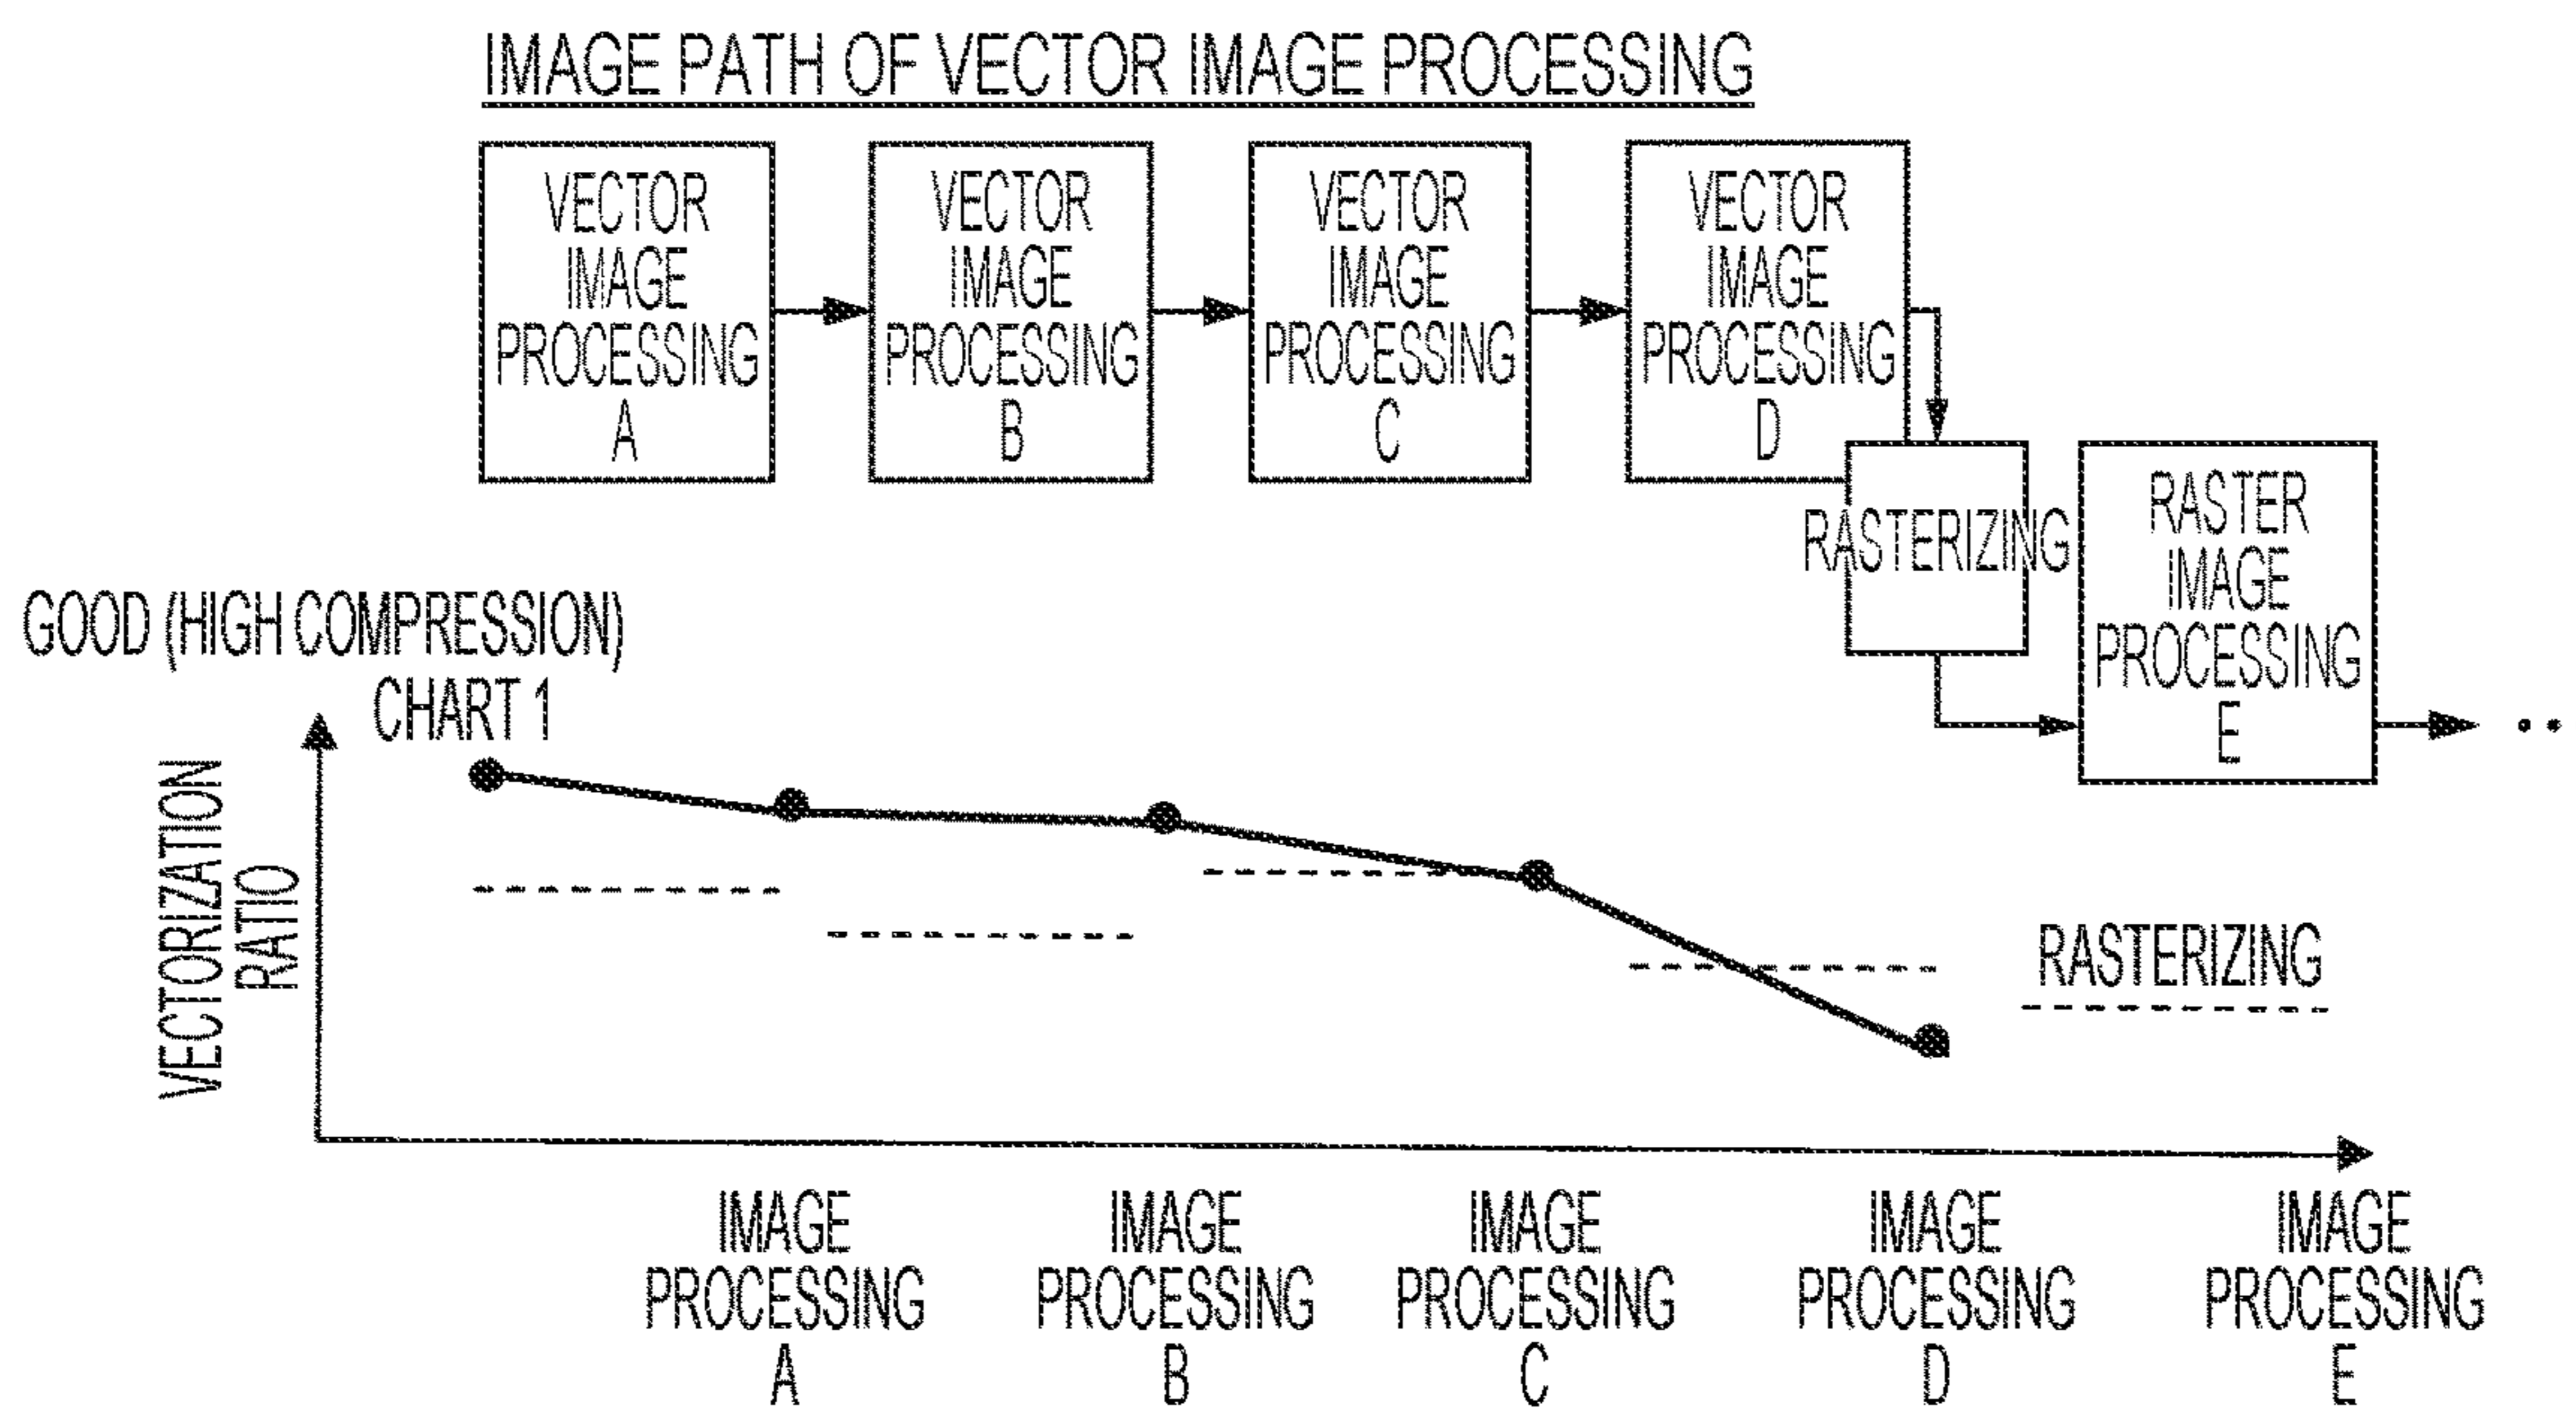 IMAGE PATH OF VECTOR IMAGE PROCESSING
VECTOR
IMAGE
PROCESSING
A
VECTOR
IMAGE
PROCESSING
B
VECTOR
IMAGE
PROCESSING
C
VECTOR
IMAGE
PROCESSING
D
RASTERIZING
RASTER
IMAGE
PROCESSING
E
GOOD (HIGH COMPRESSION)
CHART 1
VECTORIZATION
RATIO
RASTERIZING
IMAGE
PROCESSING
A
IMAGE
PROCESSING
B
IMAGE
PROCESSING
C
IMAGE
PROCESSING
D
IMAGE
PROCESSING
E